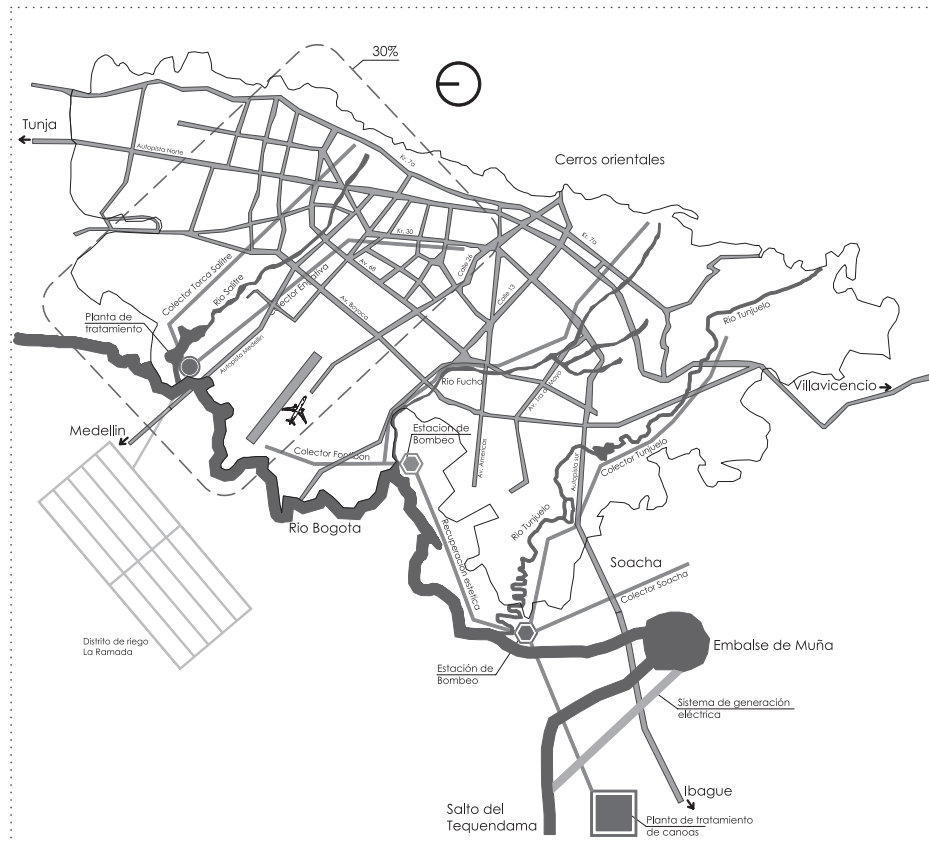 30%
Tunja
Autopista Norte
Kr. 7a
Cerros orientales
Kr. 7a
Kr. 30
Calle 26
Av. 68
Calle 13
Colector Torca Salitre
Rio Salitre
Colector Engativa
Av. Boyaca
Planta de
tratamiento
Autopista Medellin
Rio Tunjuelo
Rio Fucha
Av. 1ra de Mayo
Villavicencio
Medellin
Estacion de
Bombeo
Colector Fontibon
Av. Americas
Autopista sur
Colector Tunjuelo
Rio Bogota
Recuperación estetica
Rio Tunjuelo
Soacha
Colector Soacha
Distrito de riego
La Ramada
Embalse de Muña
Estación de
Bombeo
Sistema de generación
eléctrica
Ibague
Salto del
Tequendama
Planta de tratamiento
de canoas